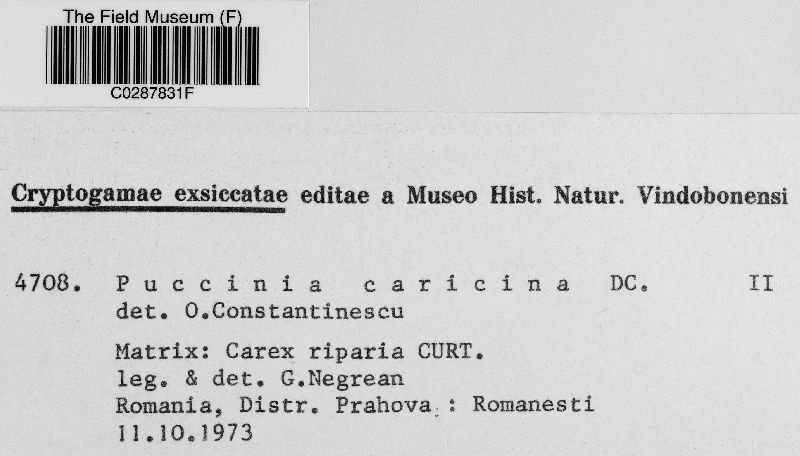 The Field Museum (F)
C0287831F
Cryptogamae exsiccatae editae a Museo Hist. Natur. Vindobonensi
4708. Puccinia caricina DC. II
det. O.Constantinescu
Matrix: Carex riparia CURT.
leg. & det. G.Negrean
Romania, Distr. Prahova : Romanesti
11.10.1973